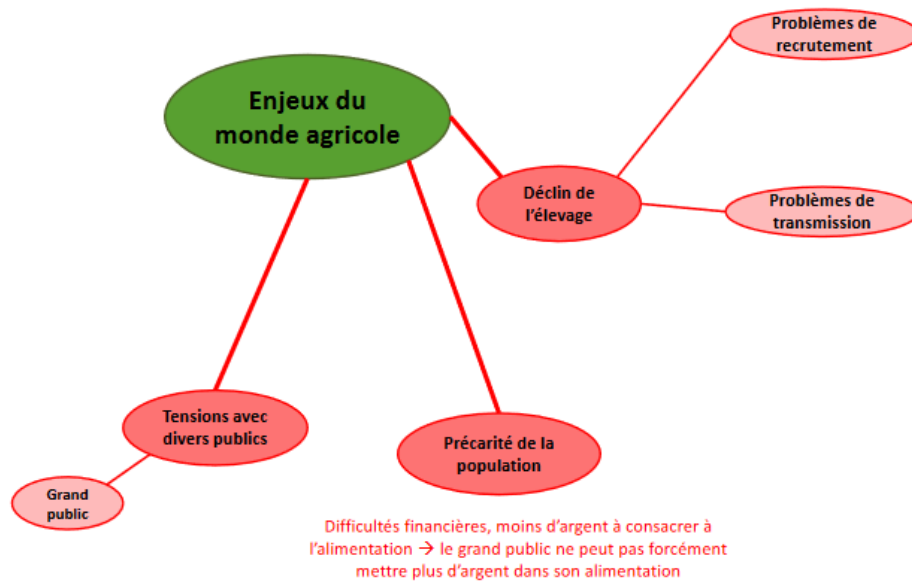 Problèmes de
recrutement
Enjeux du
monde agricole
Déclin de
l'élevage
Problèmes de
transmission
Tensions avec
divers publics
Précarité de la
population
Grand
public
Difficultés financières, moins d'argent à consacrer à
l'alimentation → le grand public ne peut pas forcément
mettre plus d'argent dans son alimentation